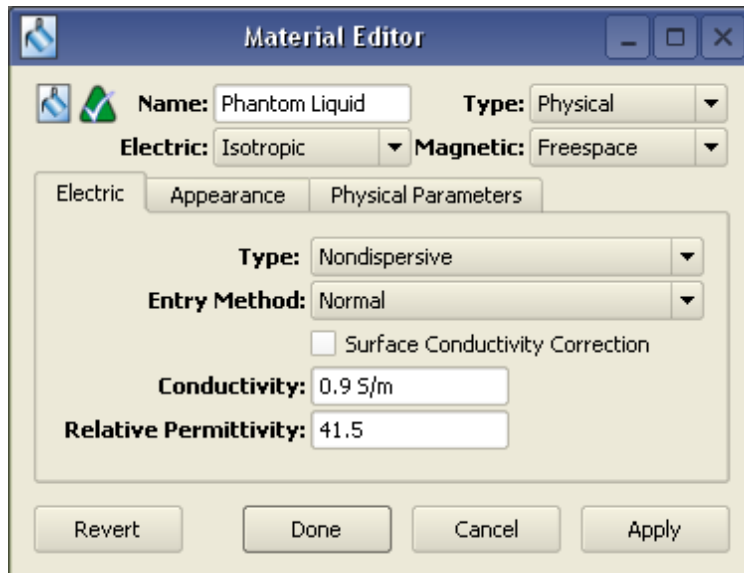 Material Editor
Name: Phantom Liquid Type: Physical
Electric: Isotropic Magnetic: Freespace
Electric Appearance Physical Parameters
Type: Nondispersive
Entry Method: Normal
Surface Conductivity Correction
Conductivity: 0.9 S/m
Relative Permittivity: 41.5
Revert Done Cancel Apply